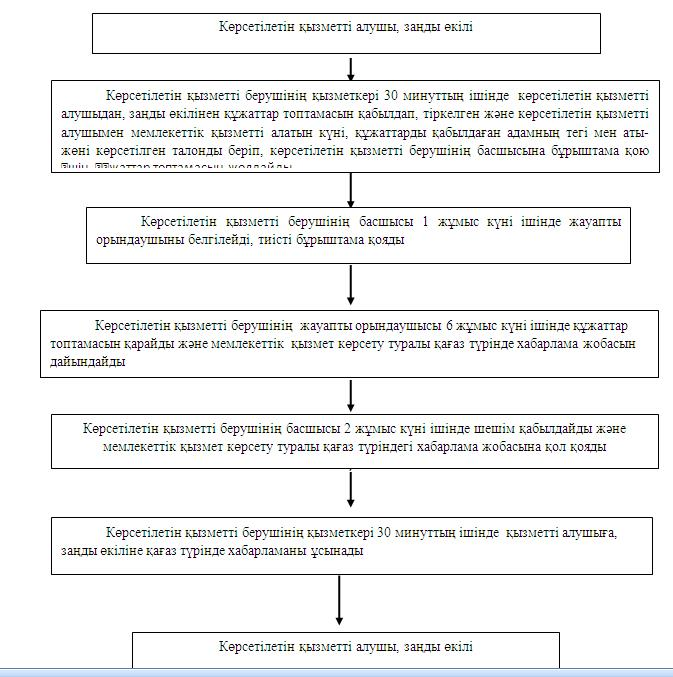 Көрсетілетін қызметті алушы, заңды өкілі
Көрсетілетін қызметті берушінің қызметкері 30 минуттың ішінде көрсетілетін қызметті
алушыдан, заңды өкілінен құжаттар топтамасын қабылдап, тіркелген және көрсетілетін қызметті
алушымен мемлекеттік қызметті алатын күні, құжаттарды қабылдаған адамның тегі мен аты-
жөні көрсетілген талонды беріп, көрсетілетін қызметті берушінің басшысына бұрыштама қою
топтамасын жолдайды
Көрсетілетін қызметті берушінің басшысы 1 жұмыс күні ішінде жауапты
орындаушыны белгілейді, тиісті бұрыштама қояды
Көрсетілетін қызметті берушінің жауапты орындаушысы 6 жұмыс күні ішінде құжаттар
топтамасын қарайды және мемлекеттік қызмет көрсету туралы қағаз түрінде хабарлама жобасын
дайындайды
Көрсетілетін қызметті берушінің басшысы 2 жұмыс күні ішінде шешім қабылдайды және
мемлекеттік қызмет көрсету туралы қағаз түріндегі хабарлама жобасына қол қояды
Көрсетілетін қызметті берушінің қызметкері 30 минуттың ішінде қызметті алушыға,
заңды өкіліне қағаз түрінде хабарламаны ұсынады
Көрсетілетін қызметті алушы, заңды өкілі